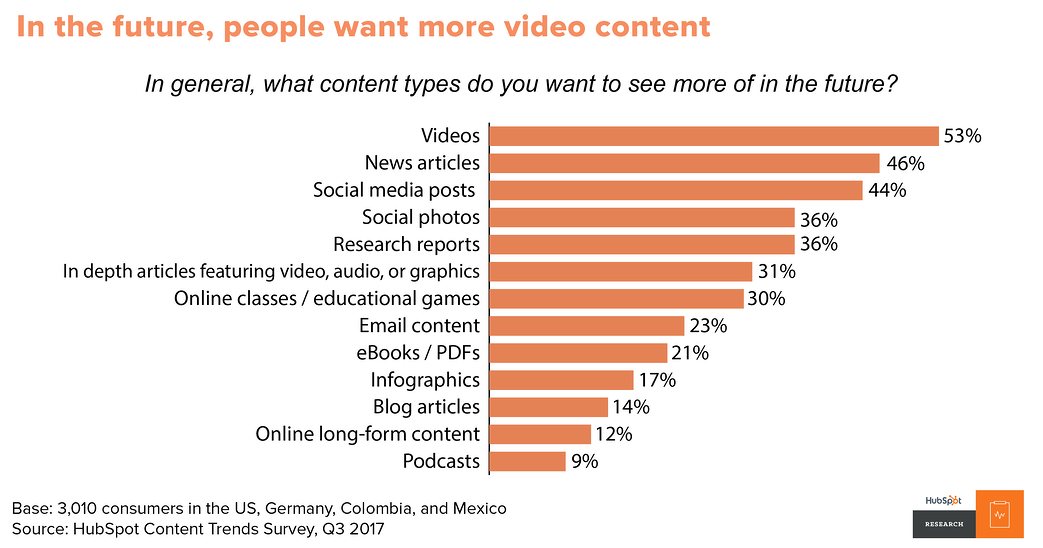 In the future, people want more video content
In general, what content types do you want to see more of in the future?
Videos 53%
News articles 46%
Social media posts 44%
Social photos 36%
Research reports 36%
In depth articles featuring video, audio, or graphics 31%
Online classes / educational games 30%
Email content 23%
eBooks / PDFs 21%
Infographics 17%
Blog articles 14%
Online long-form content 12%
Podcasts 9%
Base: 3,010 consumers in the US, Germany, Colombia, and Mexico
Source: HubSpot Content Trends Survey, Q3 2017
HubSpot
RESEARCH